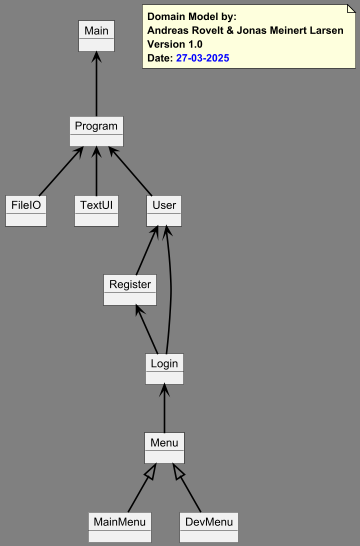 Domain Model by:
Andreas Rovelt & Jonas Meinert Larsen
Version 1.0
Date: 27-03-2025
Main
Program
FileIO
TextUI
User
Register
Login
Menu
MainMenu
DevMenu